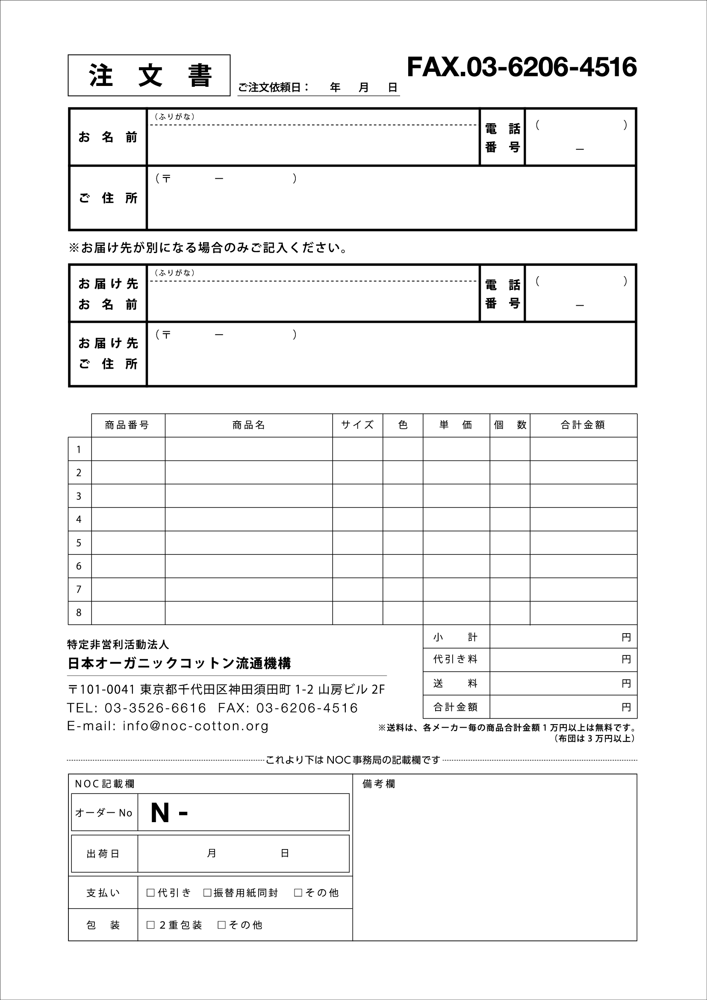 注文書
ご注文依頼日： 年 月 日
FAX.03-6206-4516
お名前
（ふりがな）
電話
番号
（ ）
－
ご住所
（〒 － ）
※お届け先が別になる場合のみご記入ください。
お届け先
お名前
（ふりがな）
電話
番号
（ ）
－
お届け先
ご住所
（〒 － ）
商品番号 商品名 サイズ 色 単価 個数 合計金額
1
2
3
4
5
6
7
8
小計 円
代引き料 円
送料 円
合計金額 円
特定非営利活動法人
日本オーガニックコットン流通機構
〒101-0041 東京都千代田区神田須田町 1-2 山房ビル 2F
TEL: 03-3526-6616 FAX: 03-6206-4516
E-mail: info@noc-cotton.org
※送料は、各メーカー毎の商品合計金額 1 万円以上は無料です。
（布団は 3 万円以上）
これより下は NOC事務局の記載欄です
NOC記載欄
オーダー No N -
出荷日 月 日
支払い □代引き □振替用紙同封 □その他
包装 □ 2重包装 □その他
備考欄